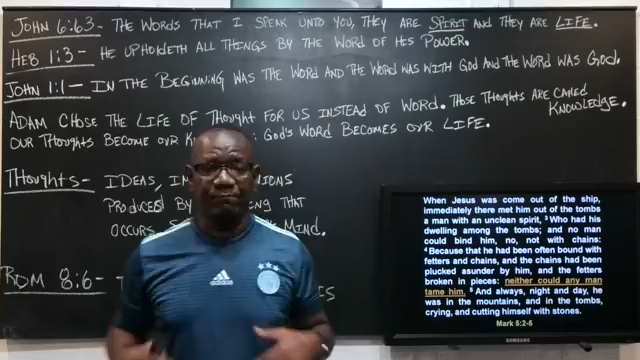 JOHN 6:63- THE WORDS THAT I SPEAK UNTO YOU, THEY ARE SPIRIT AND THEY ARE LIFE.
HEB 1:3- HE UPHOLDETH ALL THINGS BY THE WORD OF HIS POWER.
JOHN 1:1- IN THE BEGINNING WAS THE WORD AND THE WORD WAS WITH GOD AND THE WORD WAS GOD.
ADAM CHOSE THE LIFE OF THOUGHT FOR US INSTEAD OF WORD. THOSE THOUGHTS ARE CALLED KNOWLEDGE.
OUR THOUGHTS BECOME OUR : GOD'S WORD BECOMES OUR LIFE.
THOUGHTS- IDEAS,
PRODUCED BY THAT
OCCURS MIND.
ROM 8:6-
adidas
When Jesus was come out of the ship,
immediately there met him out of the tombs
a man with an unclean spirit, 3 Who had his
dwelling among the tombs; and no man
could bind him, no, not with chains:
4 Because that he had been often bound with
fetters and chains, and the chains had been
plucked asunder by him, and the fetters
broken in pieces: neither could any man
tame him. 5 And always, night and day, he
was in the mountains, and in the tombs,
crying, and cutting himself with stones.
Mark 5:2-5
SAMSUNG